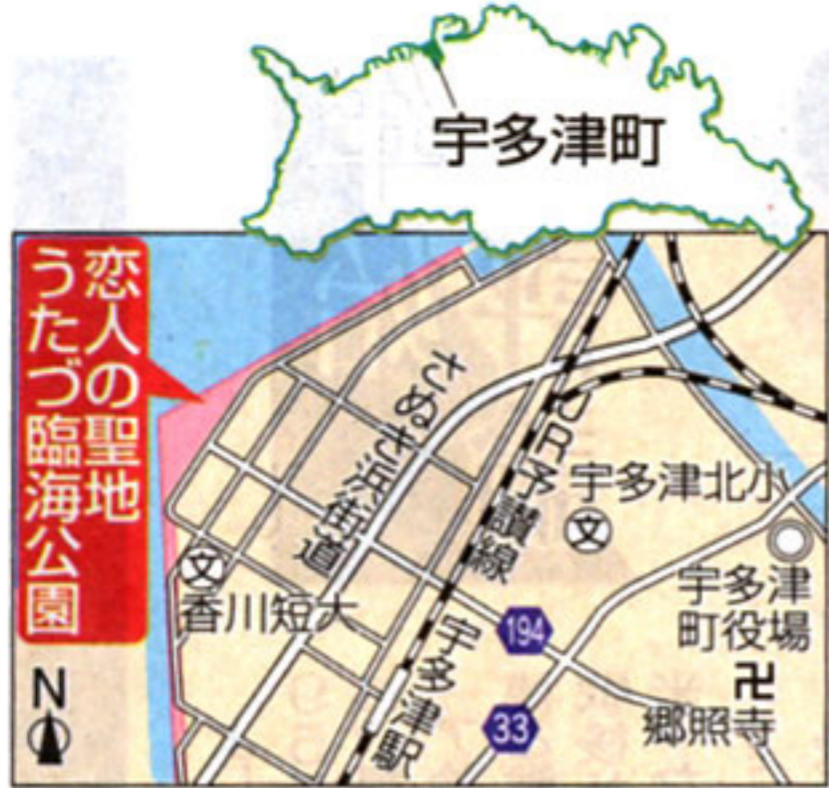 宇多津町
恋人の聖地
うたづ臨海公園
さぬき浜街道
JR予讃線
宇多津北小
文
文
香川短大
宇多津
町役場
194
宇多津駅
卍
郷照寺
33
N